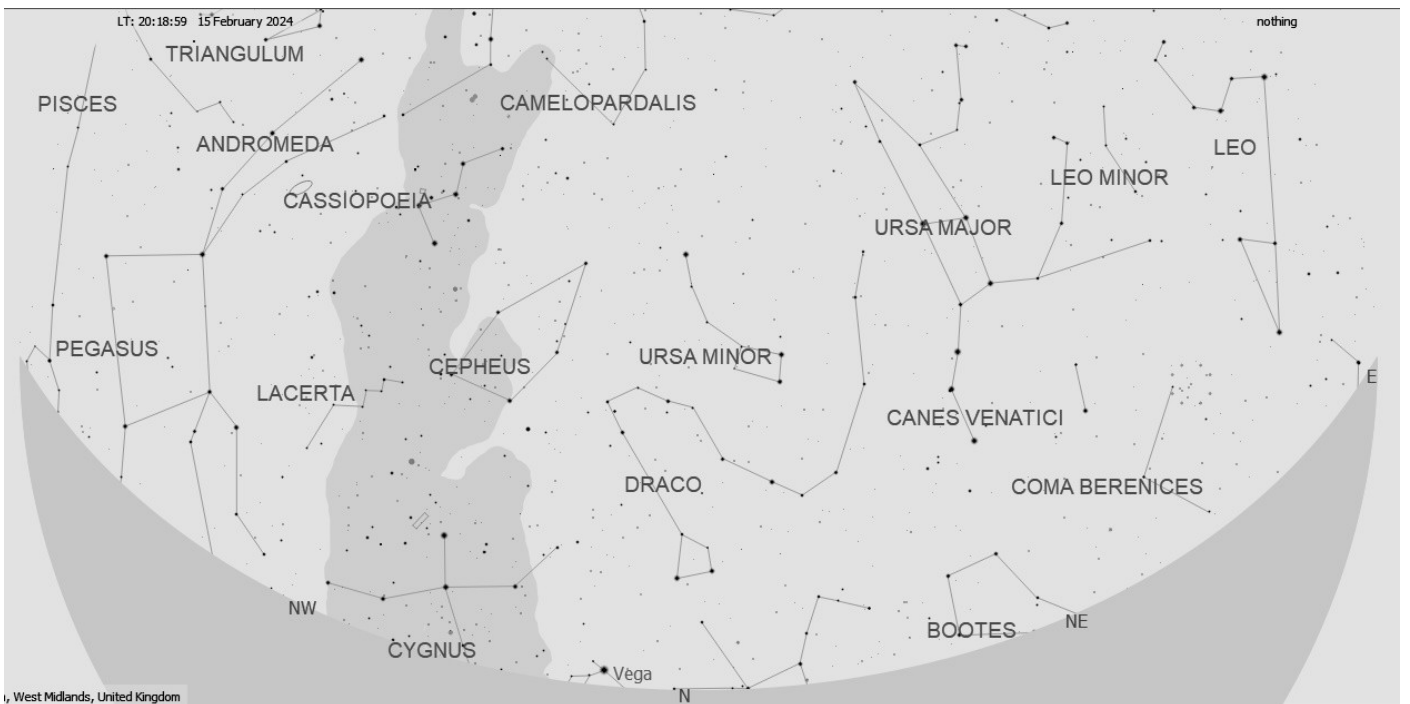 LT: 20:18:59 15 February 2024
nothing
TRIANGULUM
PISCES
CAMELOPARDALIS
ANDROMEDA
LEO
LEO MINOR
CASSIOPOEIA
URSA MAJOR
PEGASUS
URSA MINOR
CEPHEUS
E
LACERTA
CANES VENATICI
DRACO
COMA BERENICES
NW
NE
BOOTES
CYGNUS
Vega
N
, West Midlands, United Kingdom